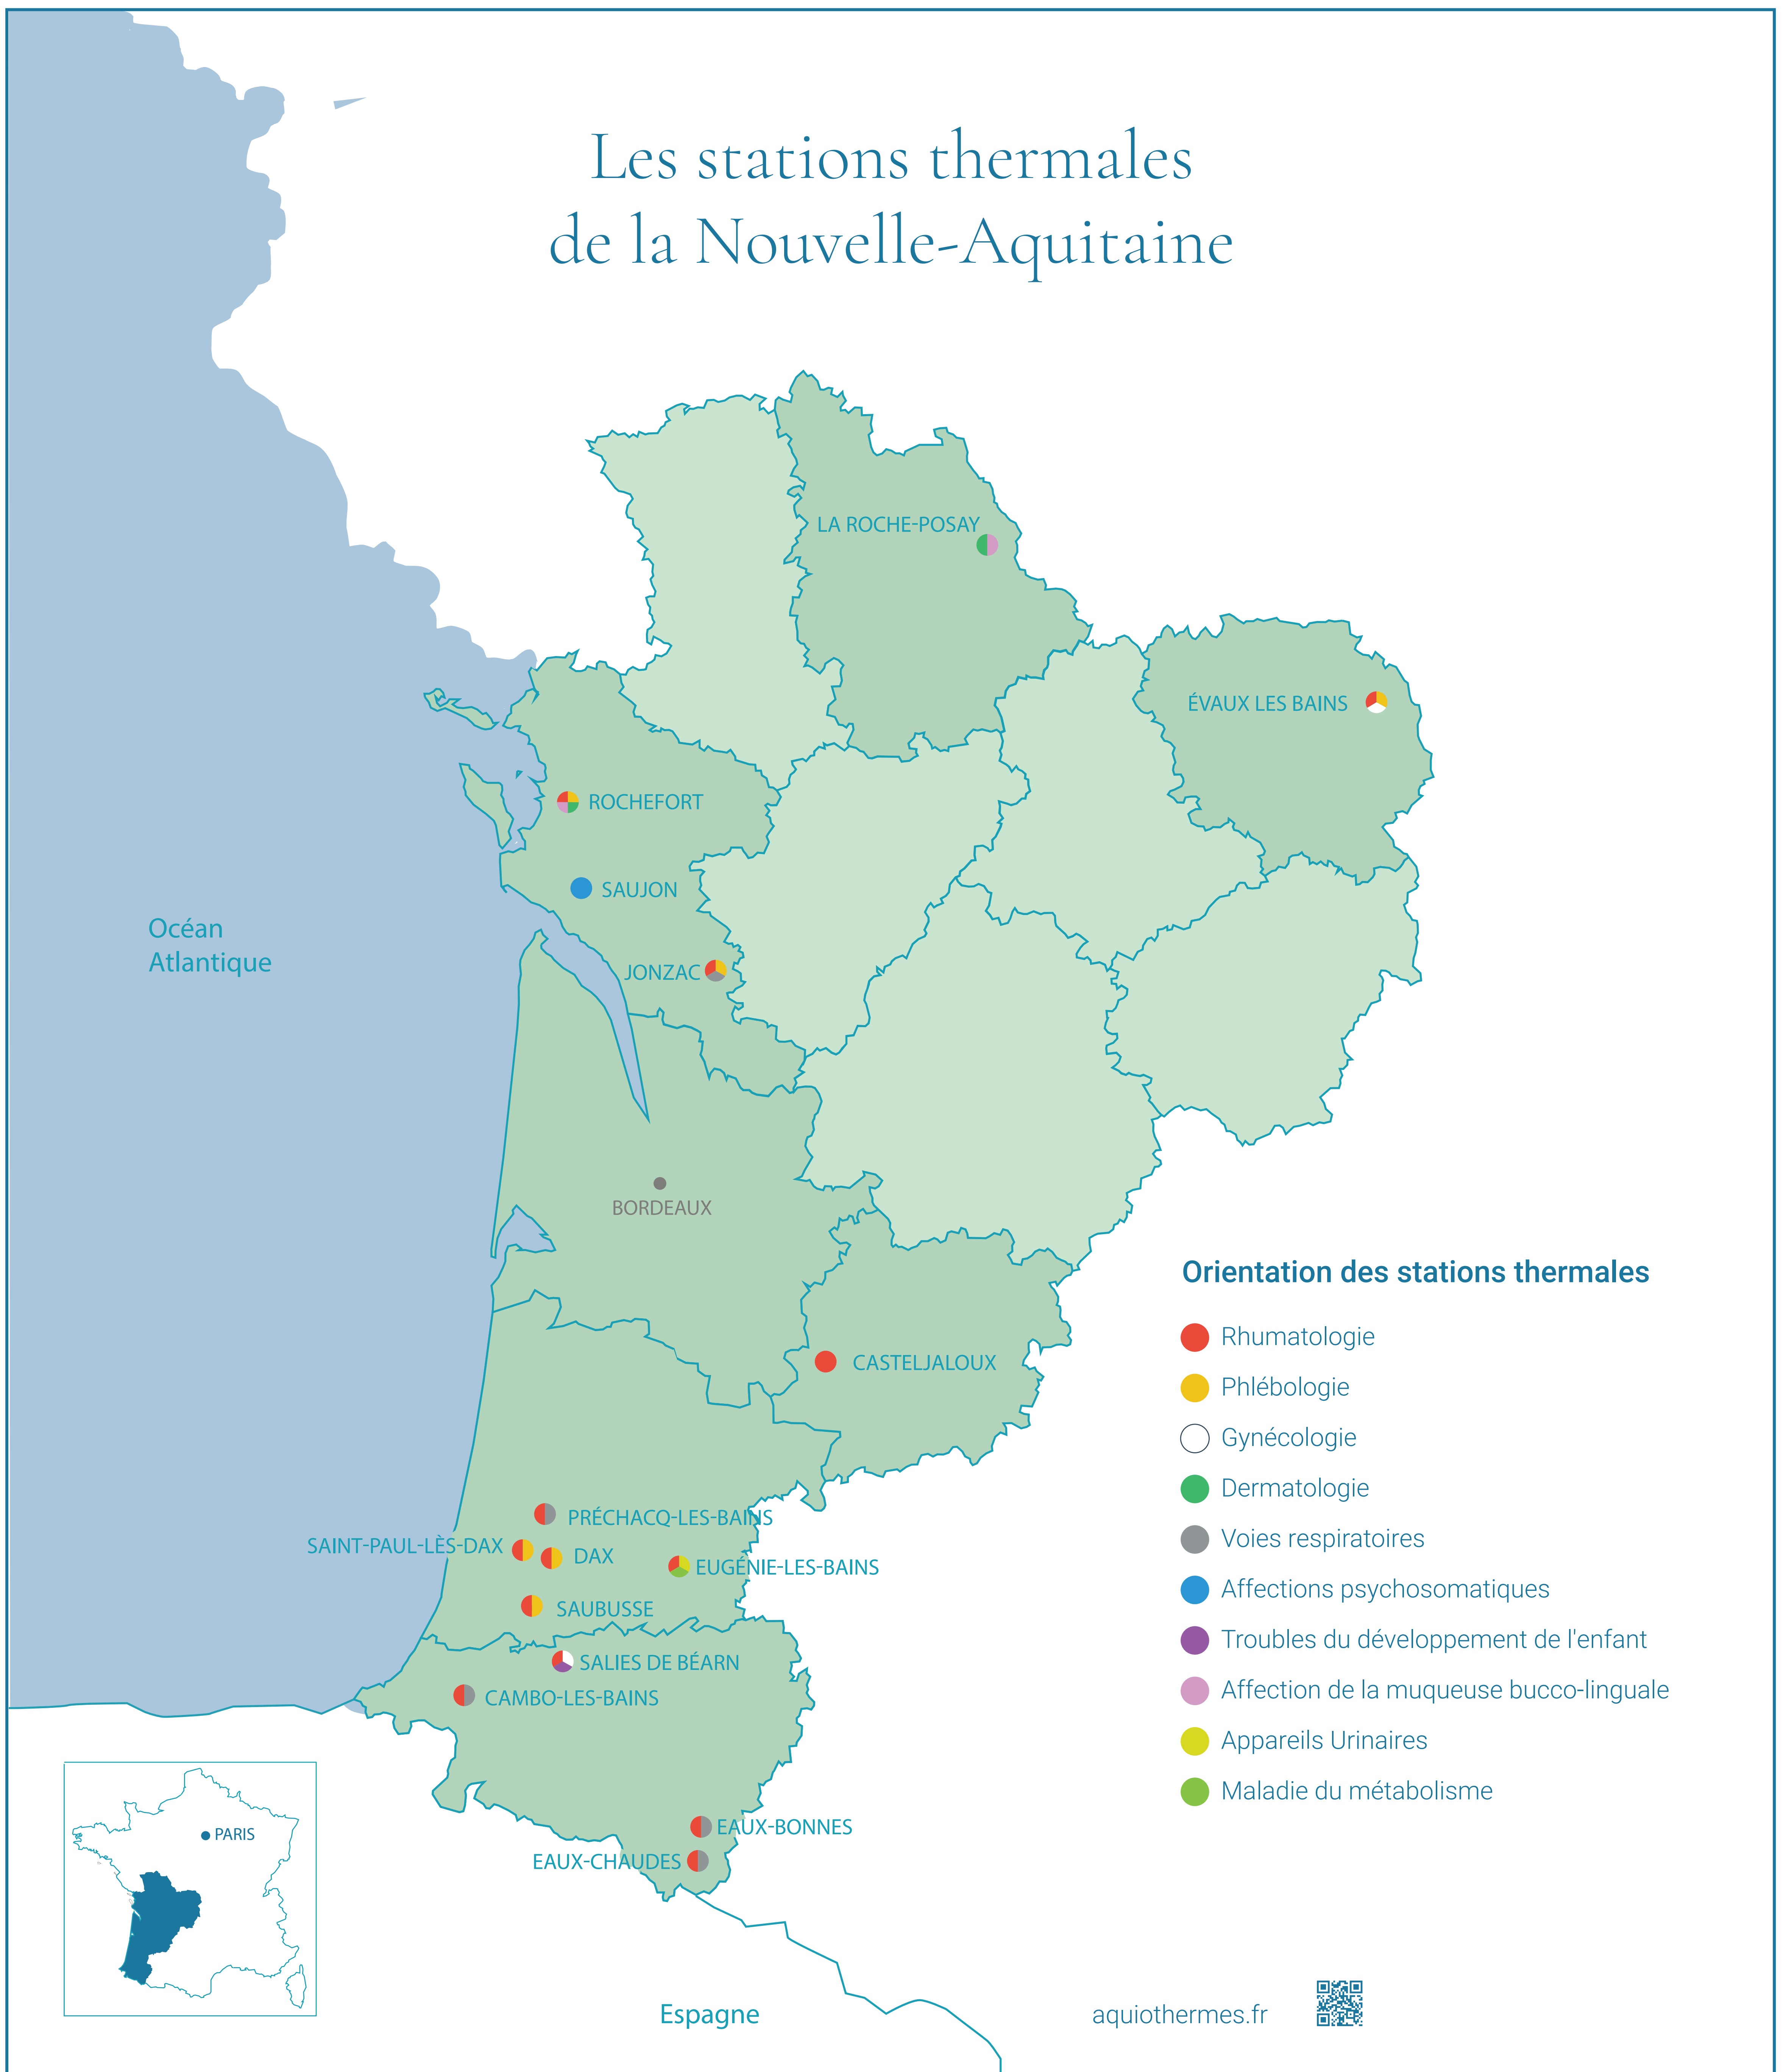 Les stations thermales
de la Nouvelle-Aquitaine
LA ROCHE-POSAY
ÉVAUX LES BAINS
ROCHEFORT
SAUJON
Océan
Atlantique
JONZAC
BORDEAUX
CASTELJALOUX
PRÉCHACQ-LES-BAINS
SAINT-PAUL-LÈS-DAX
DAX
EUGÉNIE-LES-BAINS
SAUBUSSE
SALIES DE BÉARN
CAMBO-LES-BAINS
EAUX-BONNES
EAUX-CHAUDES
Orientation des stations thermales
Rhumatologie
Phlébologie
Gynécologie
Dermatologie
Voies respiratoires
Affections psychosomatiques
Troubles du développement de l'enfant
Affection de la muqueuse bucco-linguale
Appareils Urinaires
Maladie du métabolisme
PARIS
Espagne
aquiothermes.fr